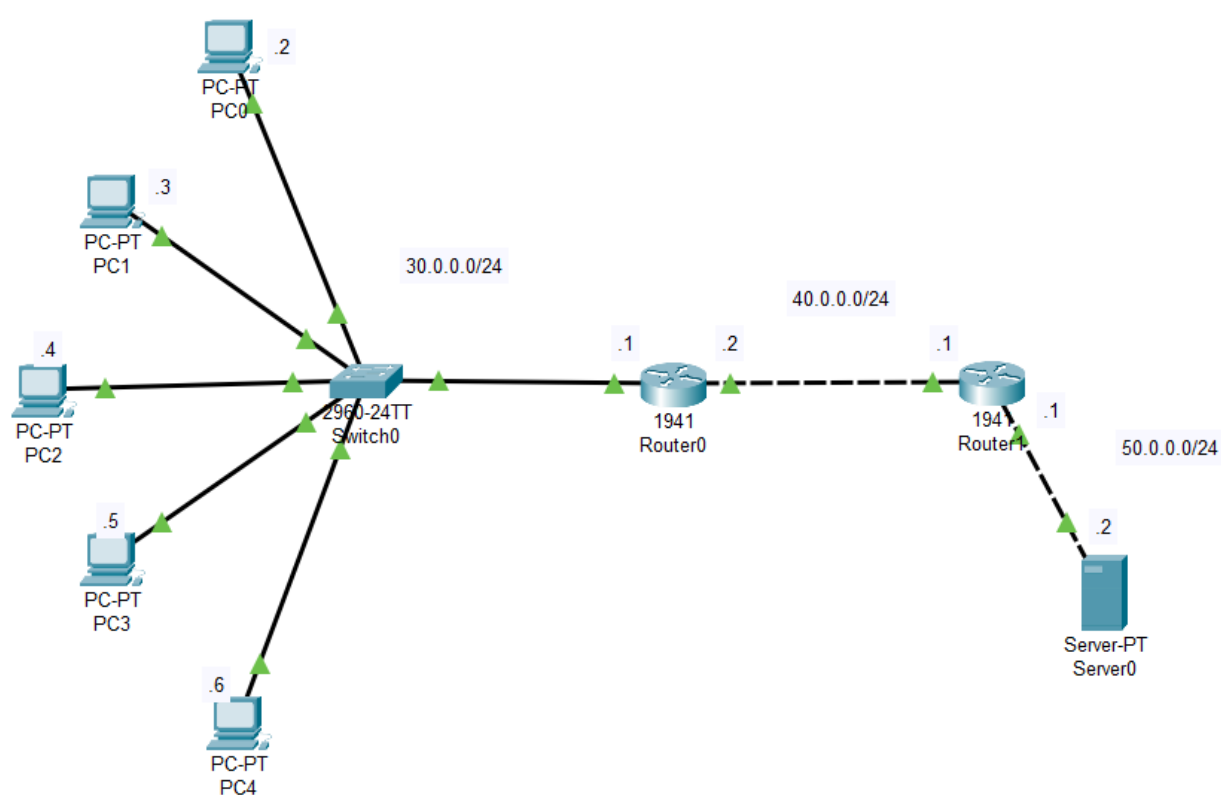 .2
PC-PT
PC0
.3
PC-PT
PC1
30.0.0.0/24
40.0.0.0/24
.4
PC-PT
PC2
2960-24TT
Switch0
.1
.2
1941
Router0
.1
1941
Router1
.1
50.0.0.0/24
.5
PC-PT
PC3
.2
Server-PT
Server0
.6
PC-PT
PC4